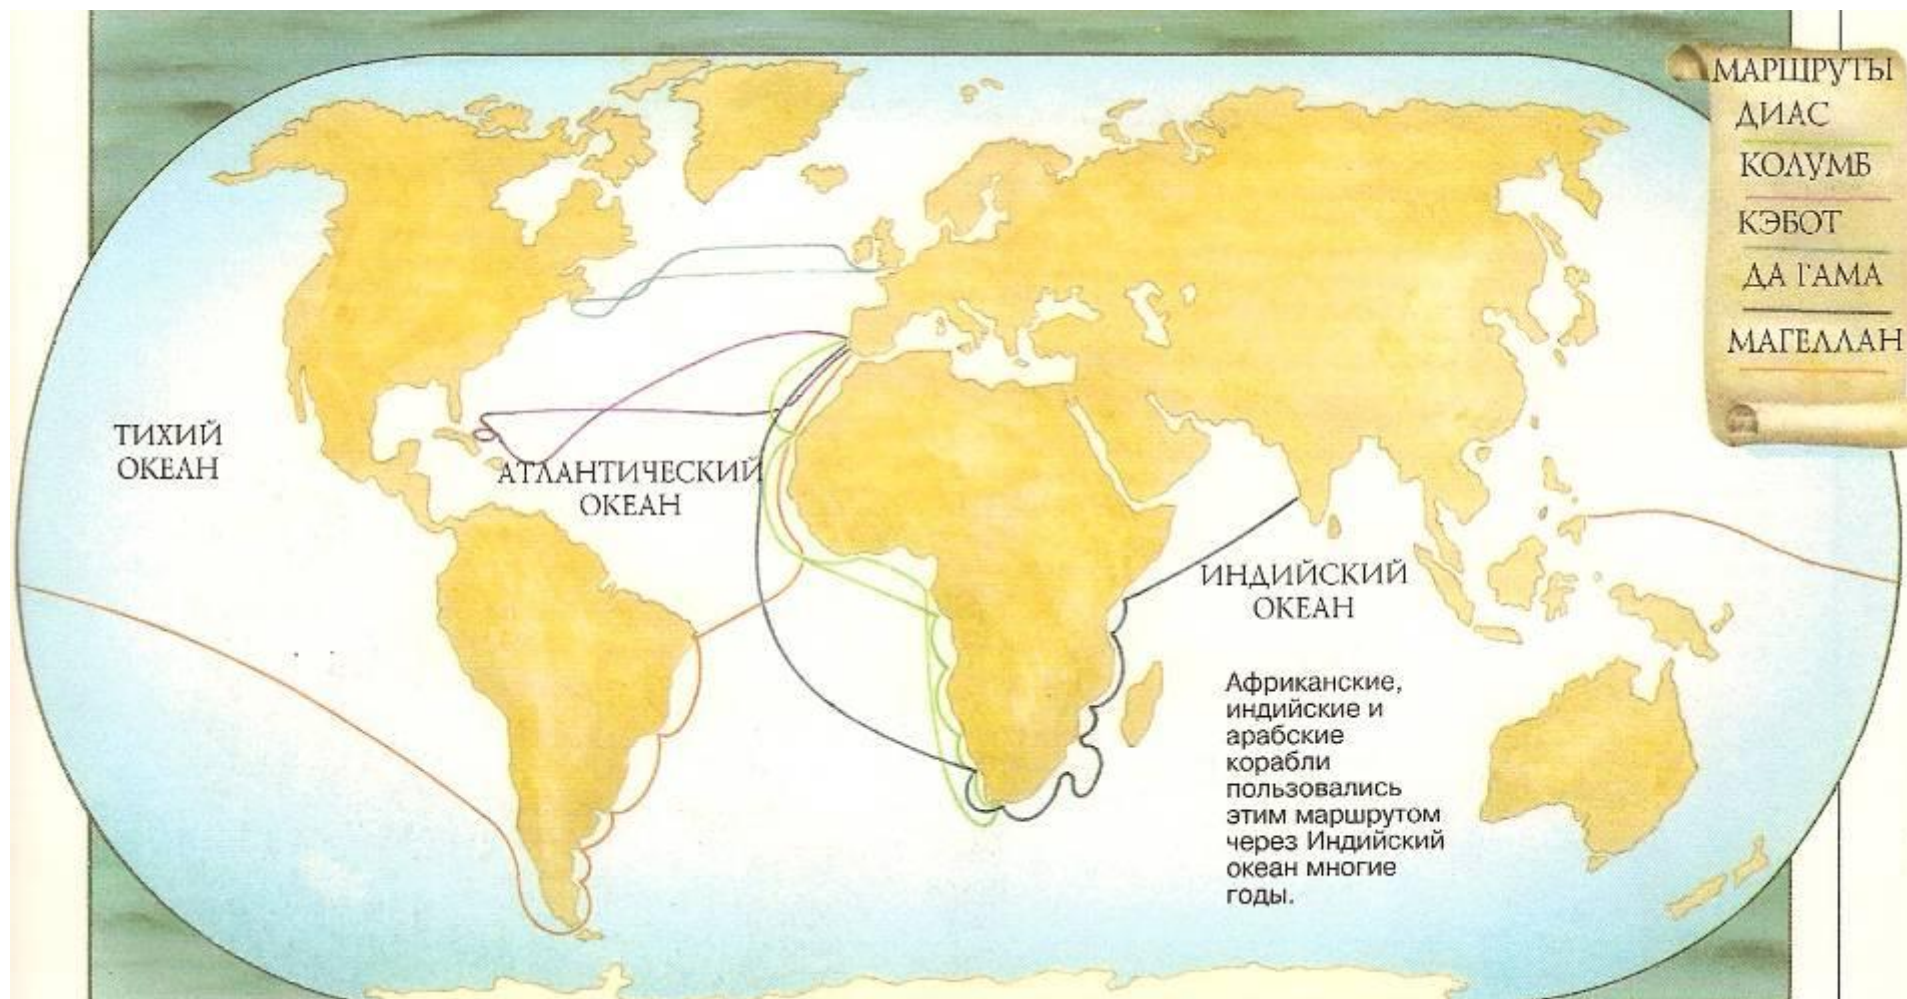 МАРШРУТЫ
ДИАС
КОЛУМБ
КЭБОТ
ДА ГАМА
МАГЕЛЛАН
ТИХИЙ
ОКЕАН
АТЛАНТИЧЕСКИЙ
ОКЕАН
ИНДИЙСКИЙ
ОКЕАН
Африканские,
индийские и
арабские
корабли
пользовались
этим маршрутом
через Индийский
океан многие
годы.